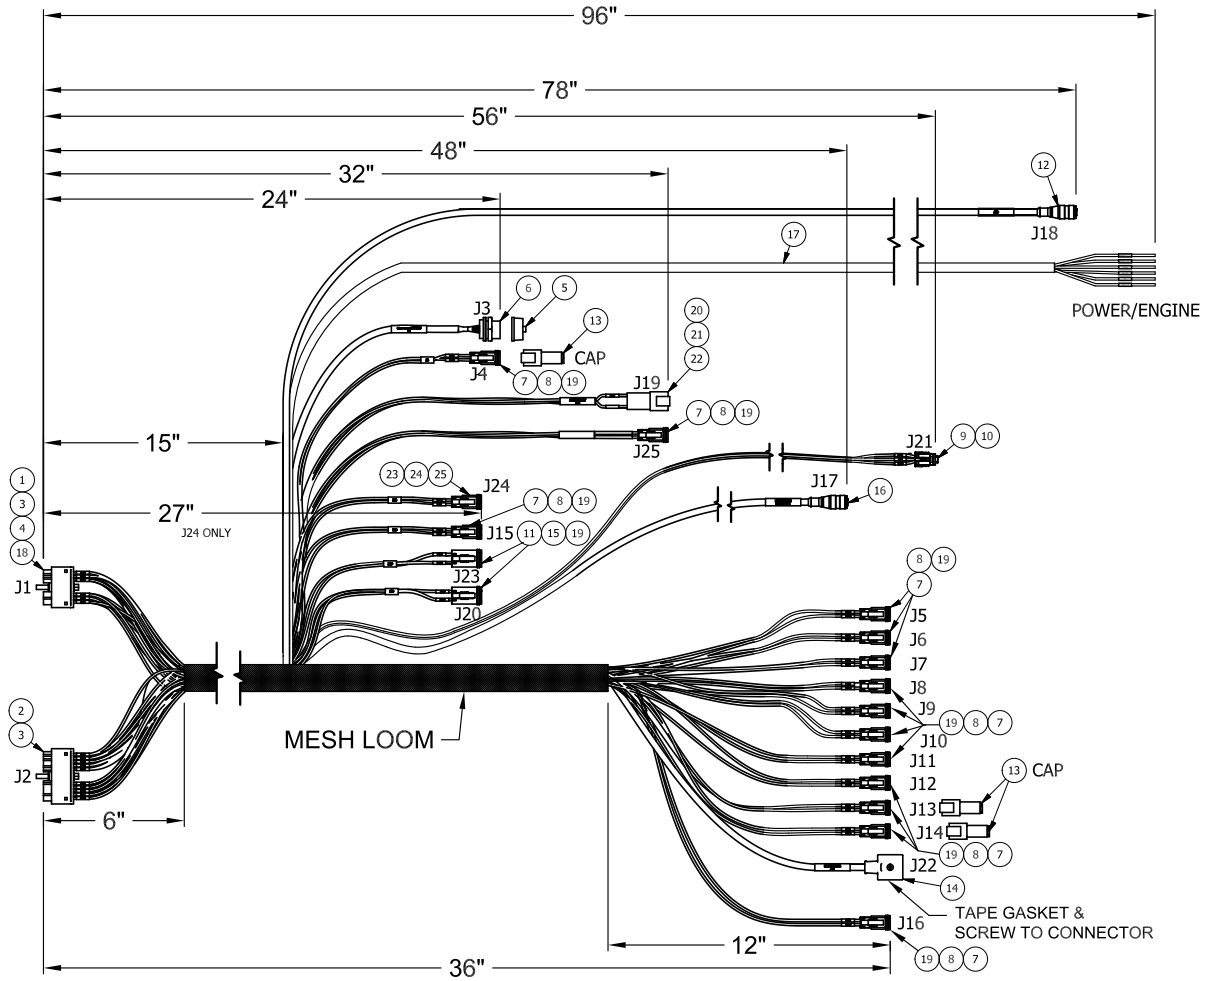 96"
78"
56"
48"
32"
24"
12
J18
17
POWER/ENGINE
J3
6
5
13
CAP
J4
7 8 19
20
21
22
J19
7 8 19
J25
15"
J21
9 10
23 24 25
J24
J17
16
27"
J24 ONLY
7 8 19
J15
11 15 19
J23
J20
1
3
4
18
J1
8 19
7
J5
J6
J7
J8
J9
19 8 7
J10
J11
J12
13 CAP
J13
J14
19 8 7
J22
14
TAPE GASKET &
SCREW TO CONNECTOR
J16
19 8 7
MESH LOOM
2
3
J2
6"
12"
36"